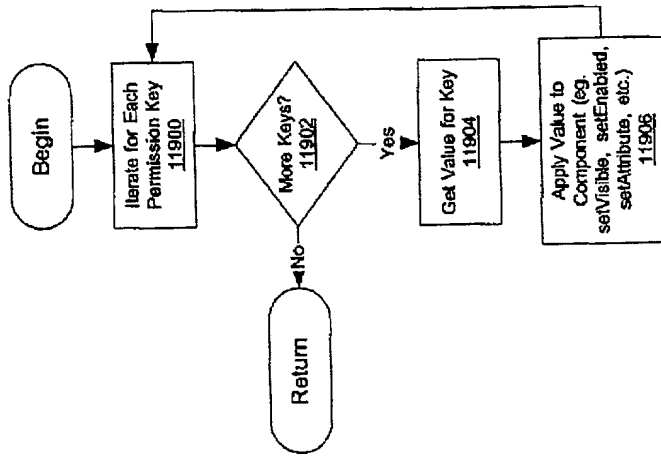 Begin
Iterate for Each
Permission Key
11900
More Keys?
11902
No
Return
Yes
Get Value for Key
11904
Apply Value to
Component (eg.
setVisible, setEnabled,
setAttribute, etc.)
11906